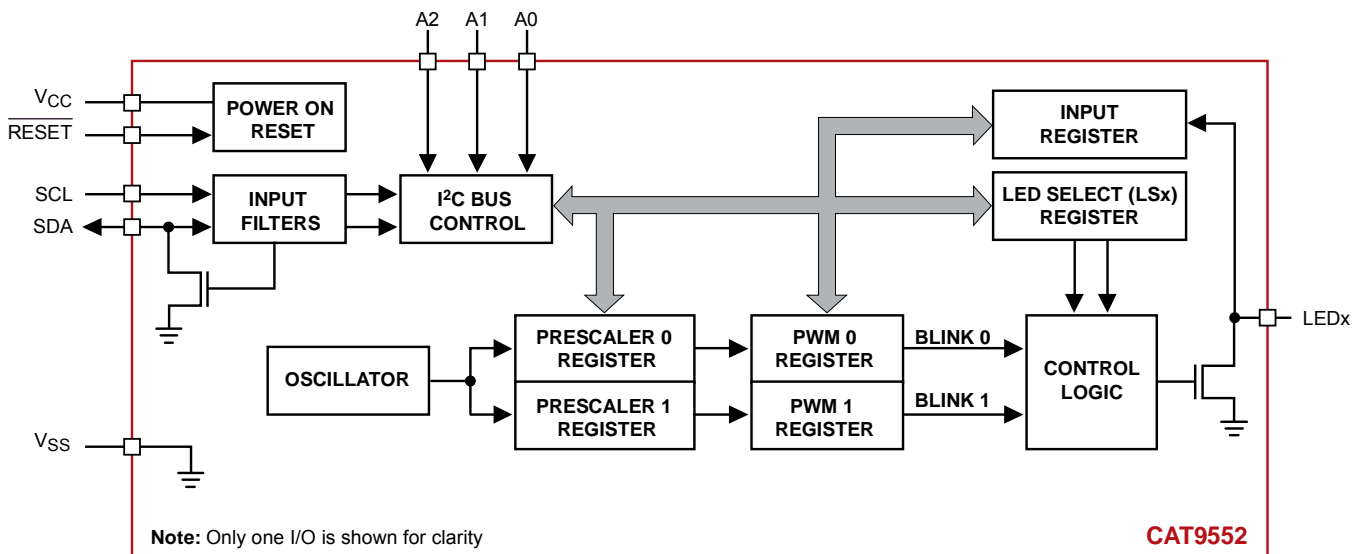 A2 A1 A0
VCC
RESET
POWER ON
RESET
INPUT
REGISTER
SCL
SDA
INPUT
FILTERS
I²C BUS
CONTROL
LED SELECT (LSx)
REGISTER
OSCILLATOR
PRESCALER 0
REGISTER
PWM 0
REGISTER
BLINK 0
PRESCALER 1
REGISTER
PWM 1
REGISTER
BLINK 1
CONTROL
LOGIC
LEDx
VSS
Note: Only one I/O is shown for clarity
CAT9552